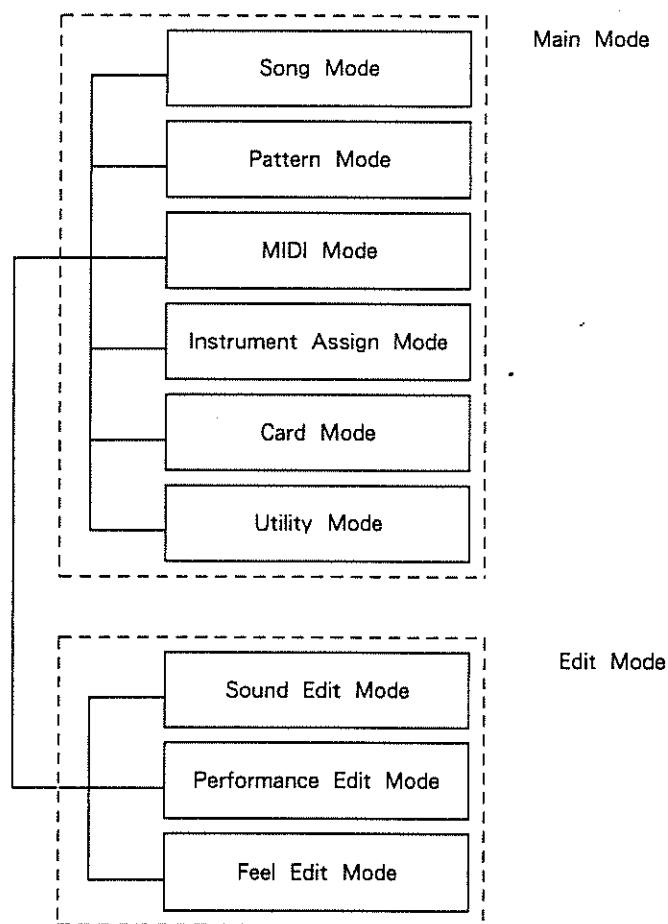 Main Mode
Song Mode
Pattern Mode
MIDI Mode
Instrument Assign Mode
Card Mode
Utility Mode
Edit Mode
Sound Edit Mode
Performance Edit Mode
Feel Edit Mode